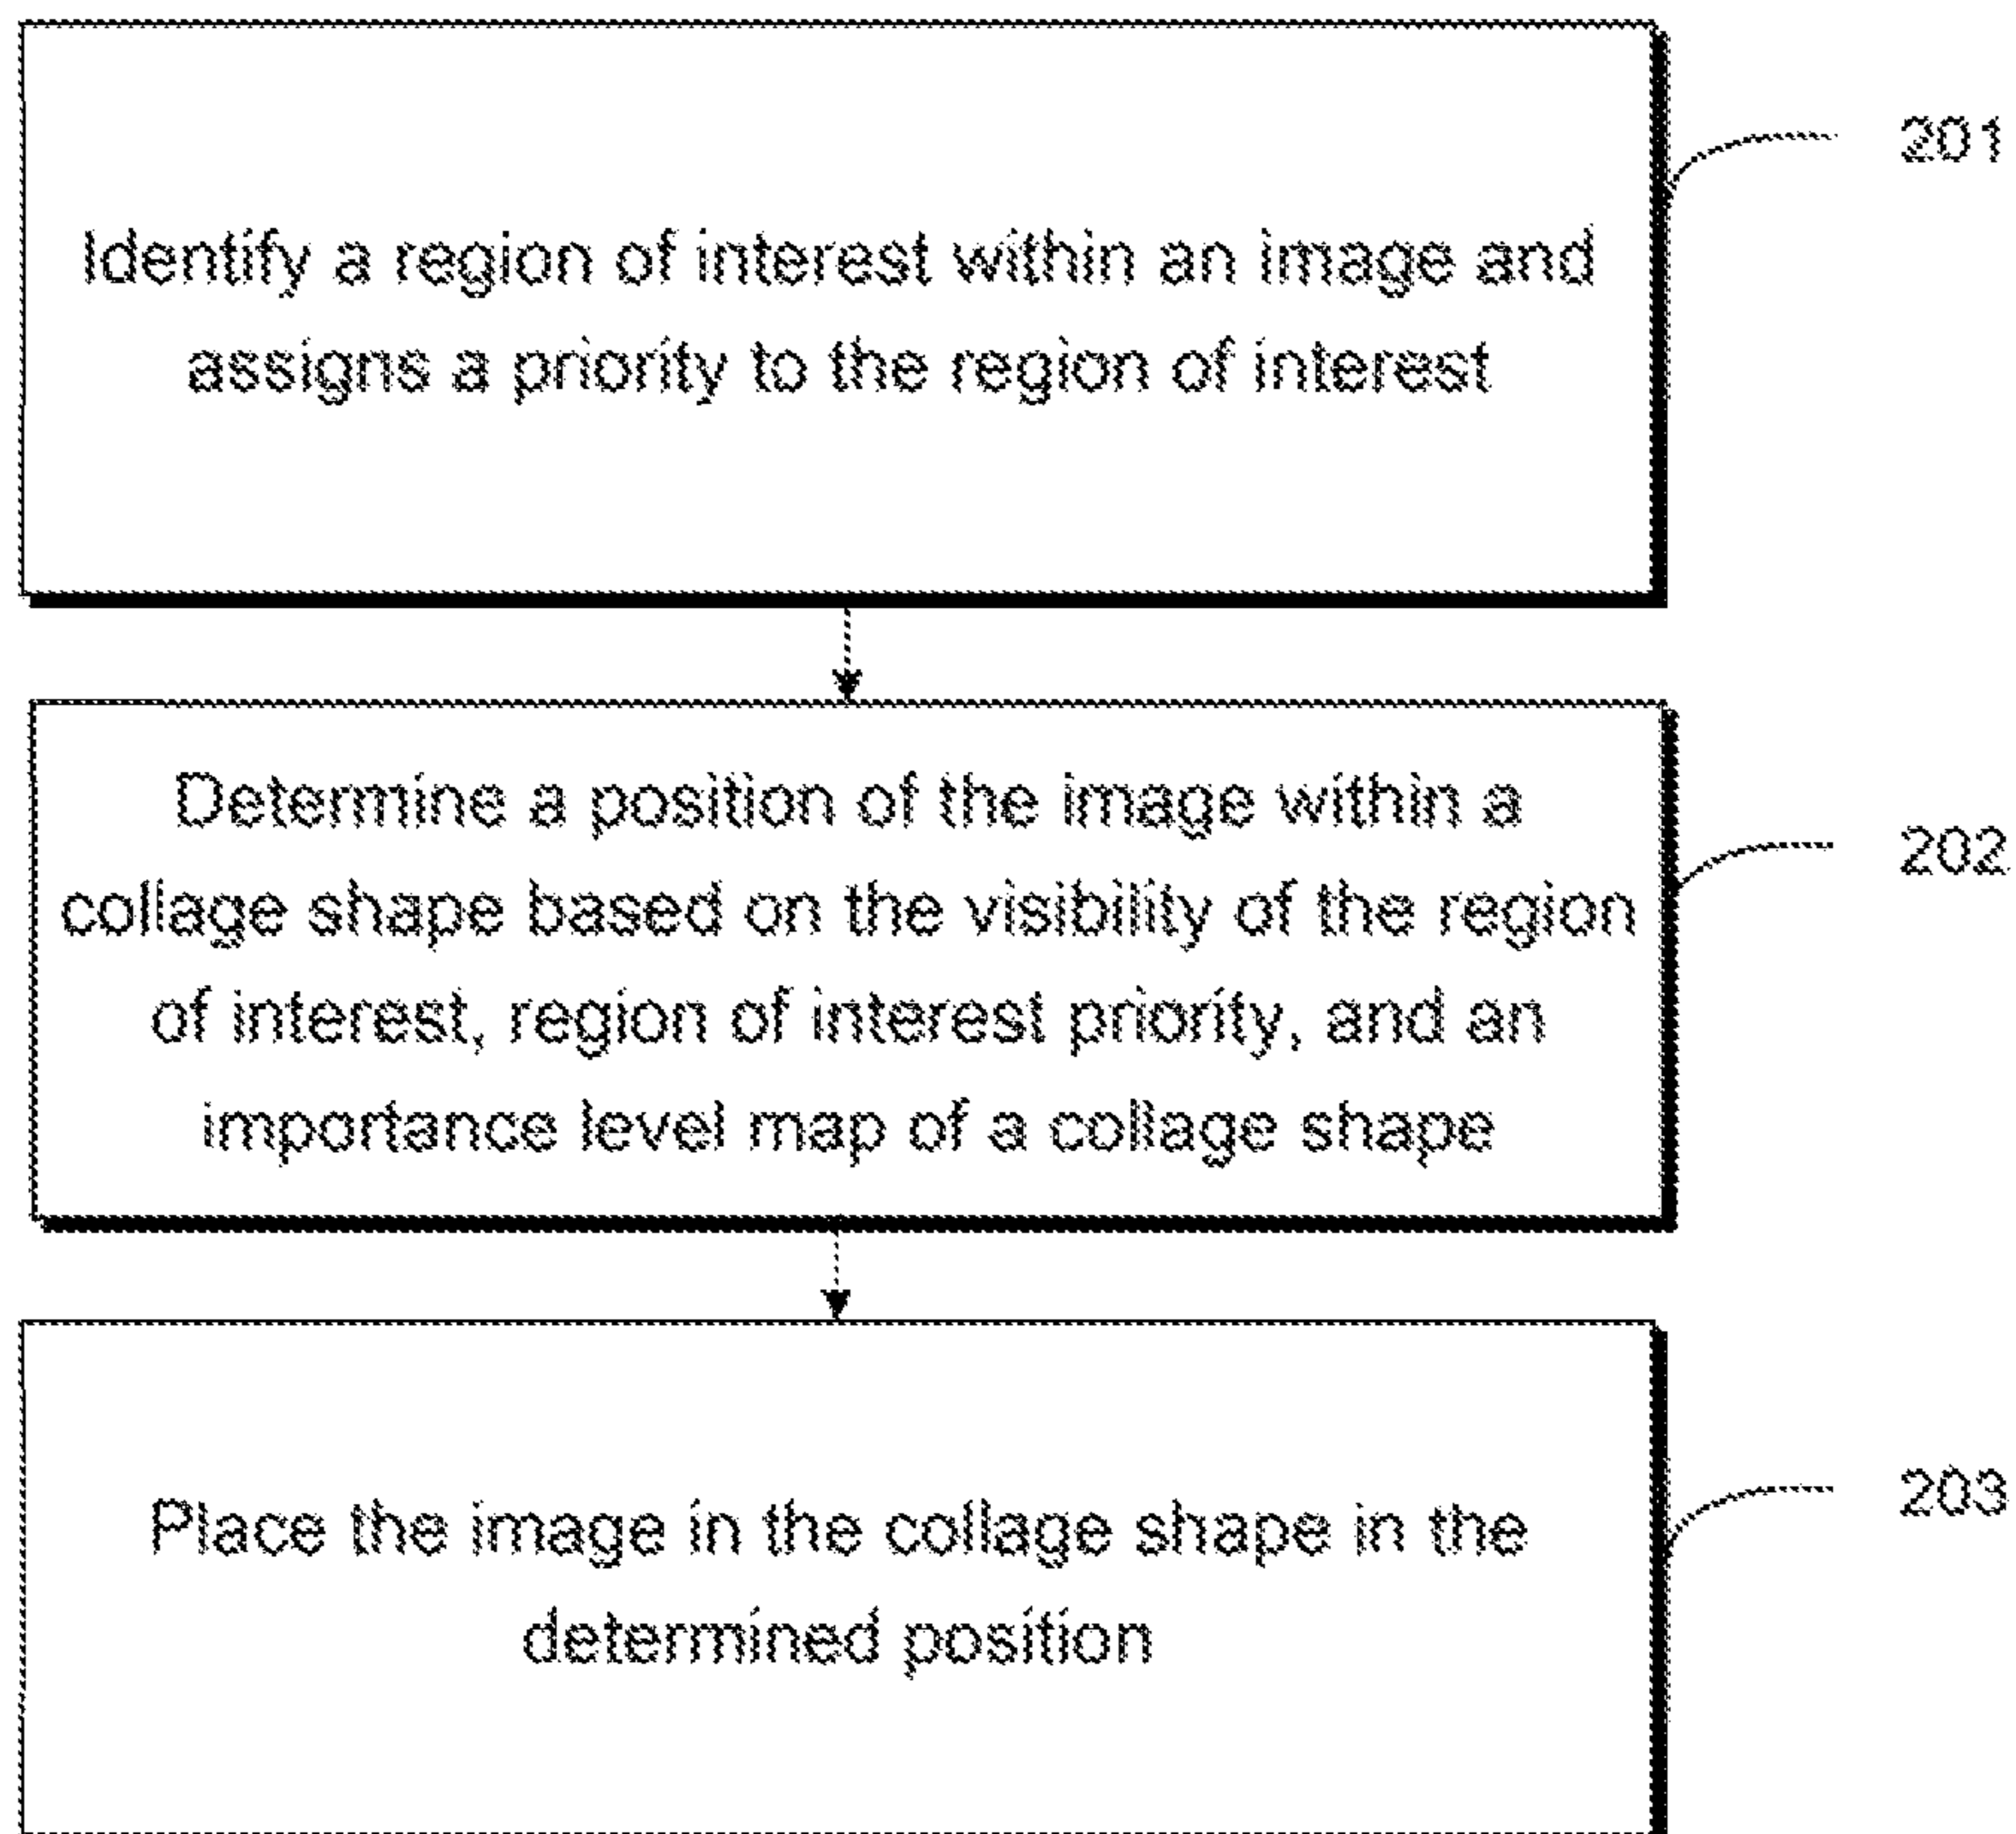 201
Identify a region of interest within an image and
assigns a priority to the region of interest
Determine a position of the image within a
202
collage shape based on the visibility of the region
of interest, region of interest priority, and an
importance level map of a collage shape
203
Place the image in the collage shape in the
determined position